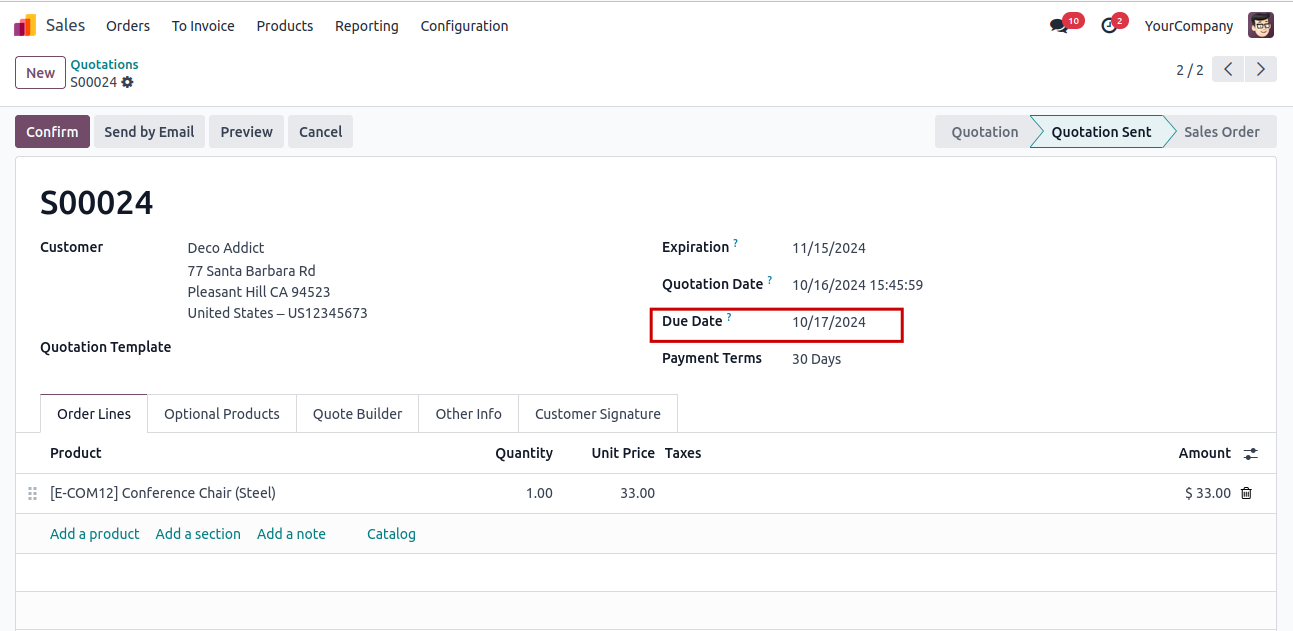 Sales Orders To Invoice Products Reporting Configuration 10 2 YourCompany
New Quotations
S00024 2 / 2
Confirm Send by Email Preview Cancel Quotation Quotation Sent Sales Order
S00024
Customer Deco Addict Expiration ? 11/15/2024
77 Santa Barbara Rd
Pleasant Hill CA 94523 Quotation Date ? 10/16/2024 15:45:59
United States – US12345673 Due Date ? 10/17/2024
Quotation Template Payment Terms 30 Days
Order Lines Optional Products Quote Builder Other Info Customer Signature
Product Quantity Unit Price Taxes Amount
[E-COM12] Conference Chair (Steel) 1.00 33.00 $ 33.00
Add a product Add a section Add a note Catalog